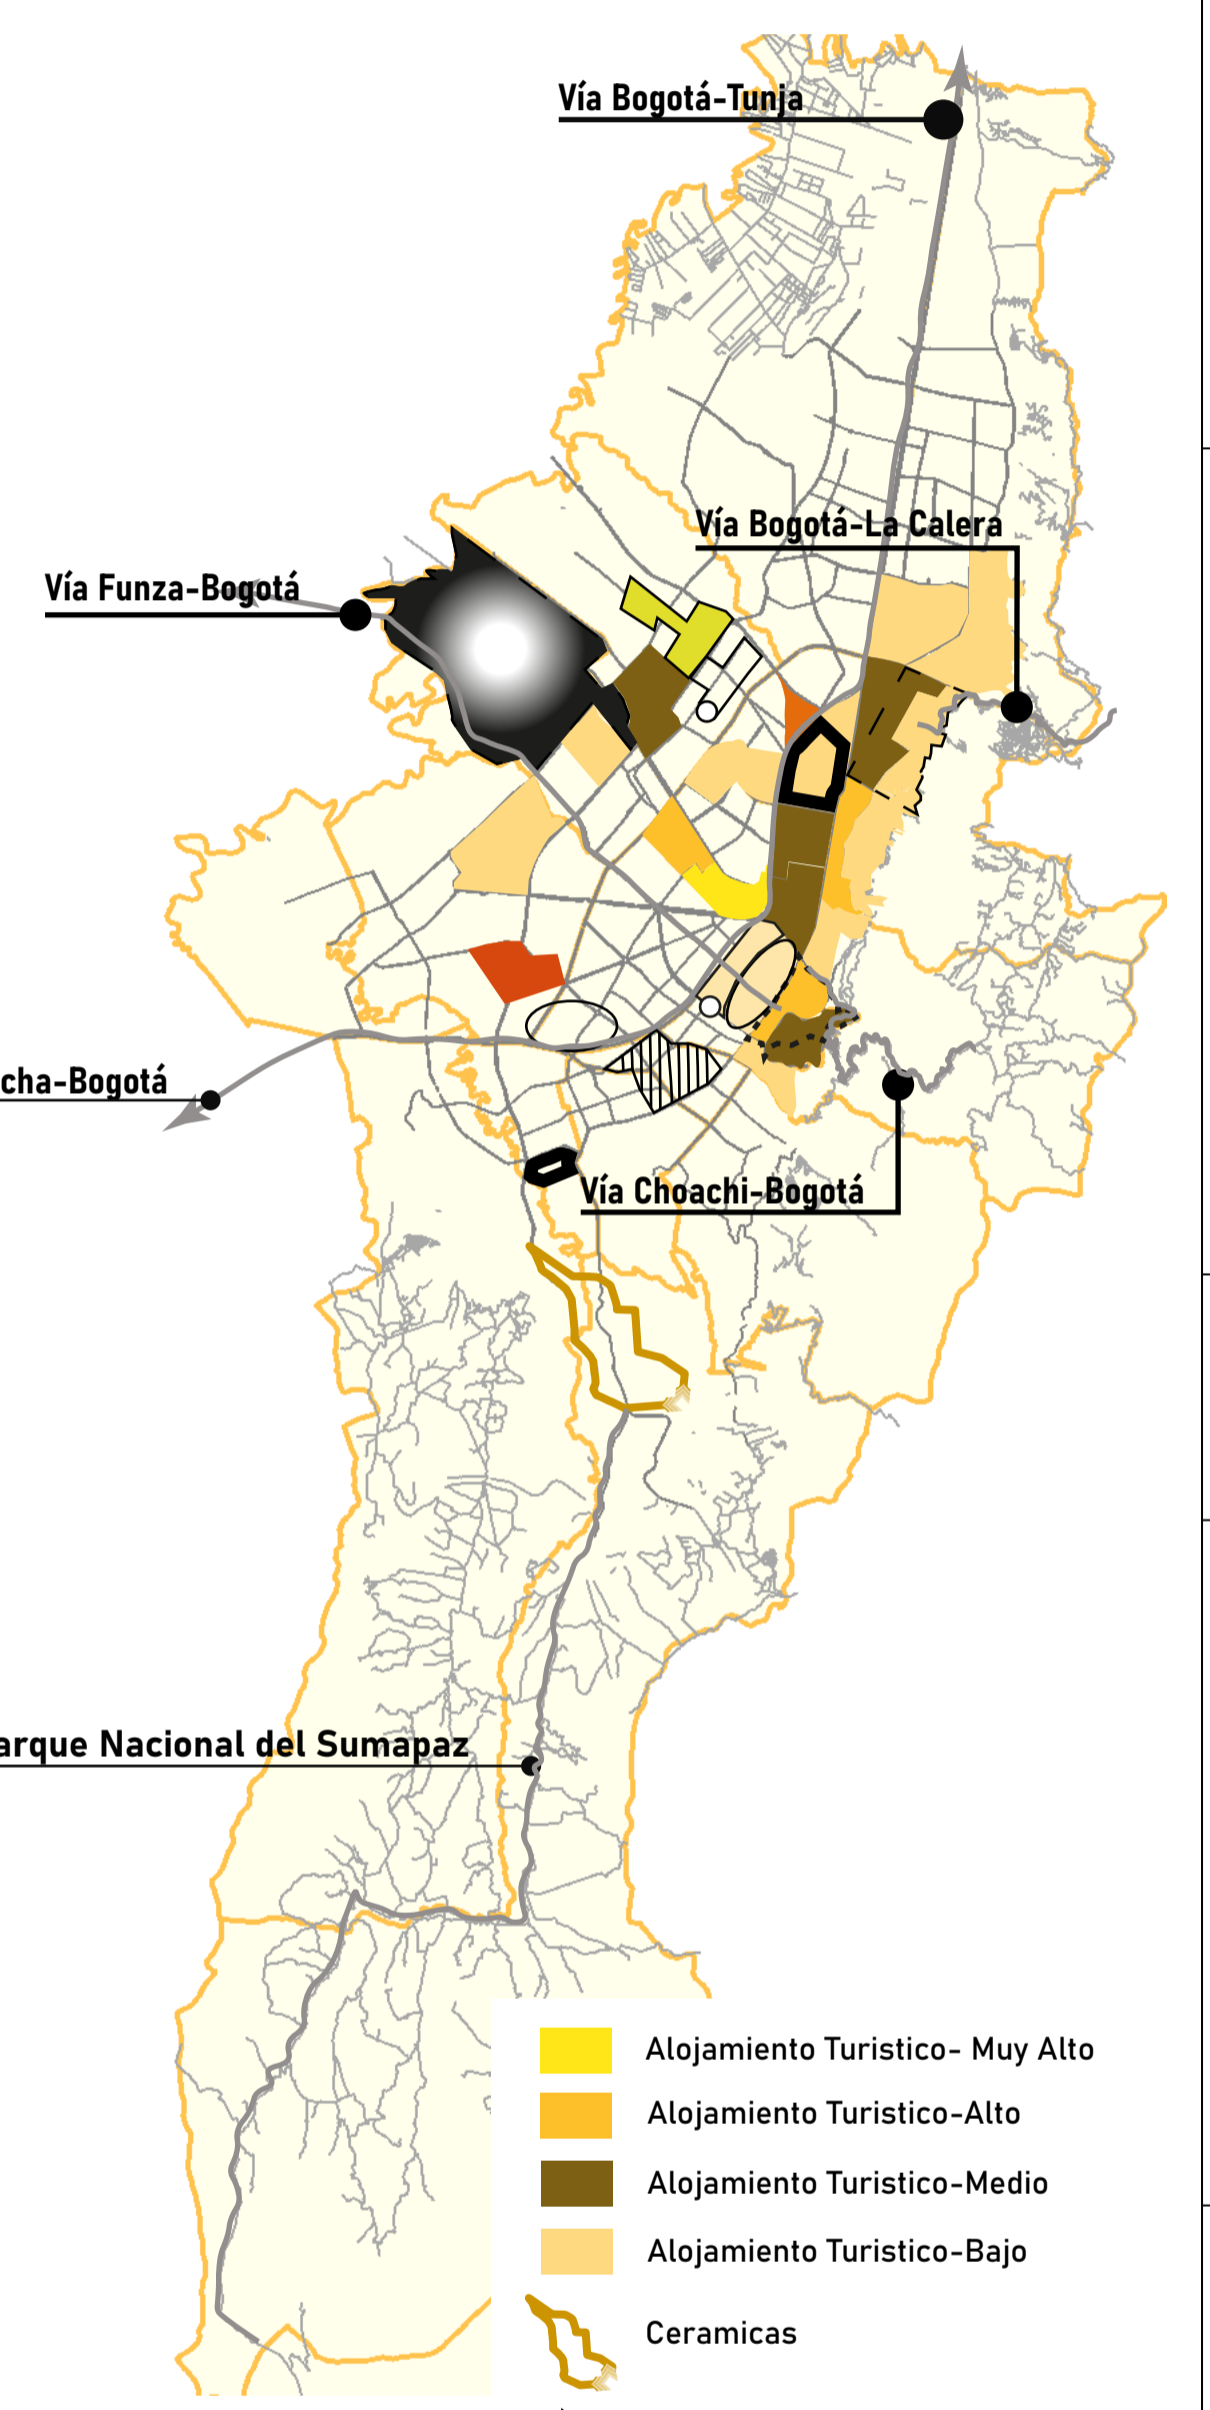 Vía Bogotá-Tunja
Vía Bogotá-La Calera
Vía Funza-Bogotá
cha-Bogotá
Vía Choachi-Bogotá
arque Nacional del Sumapaz
Alojamiento Turistico- Muy Alto
Alojamiento Turistico-Alto
Alojamiento Turistico-Medio
Alojamiento Turistico-Bajo
Ceramicas